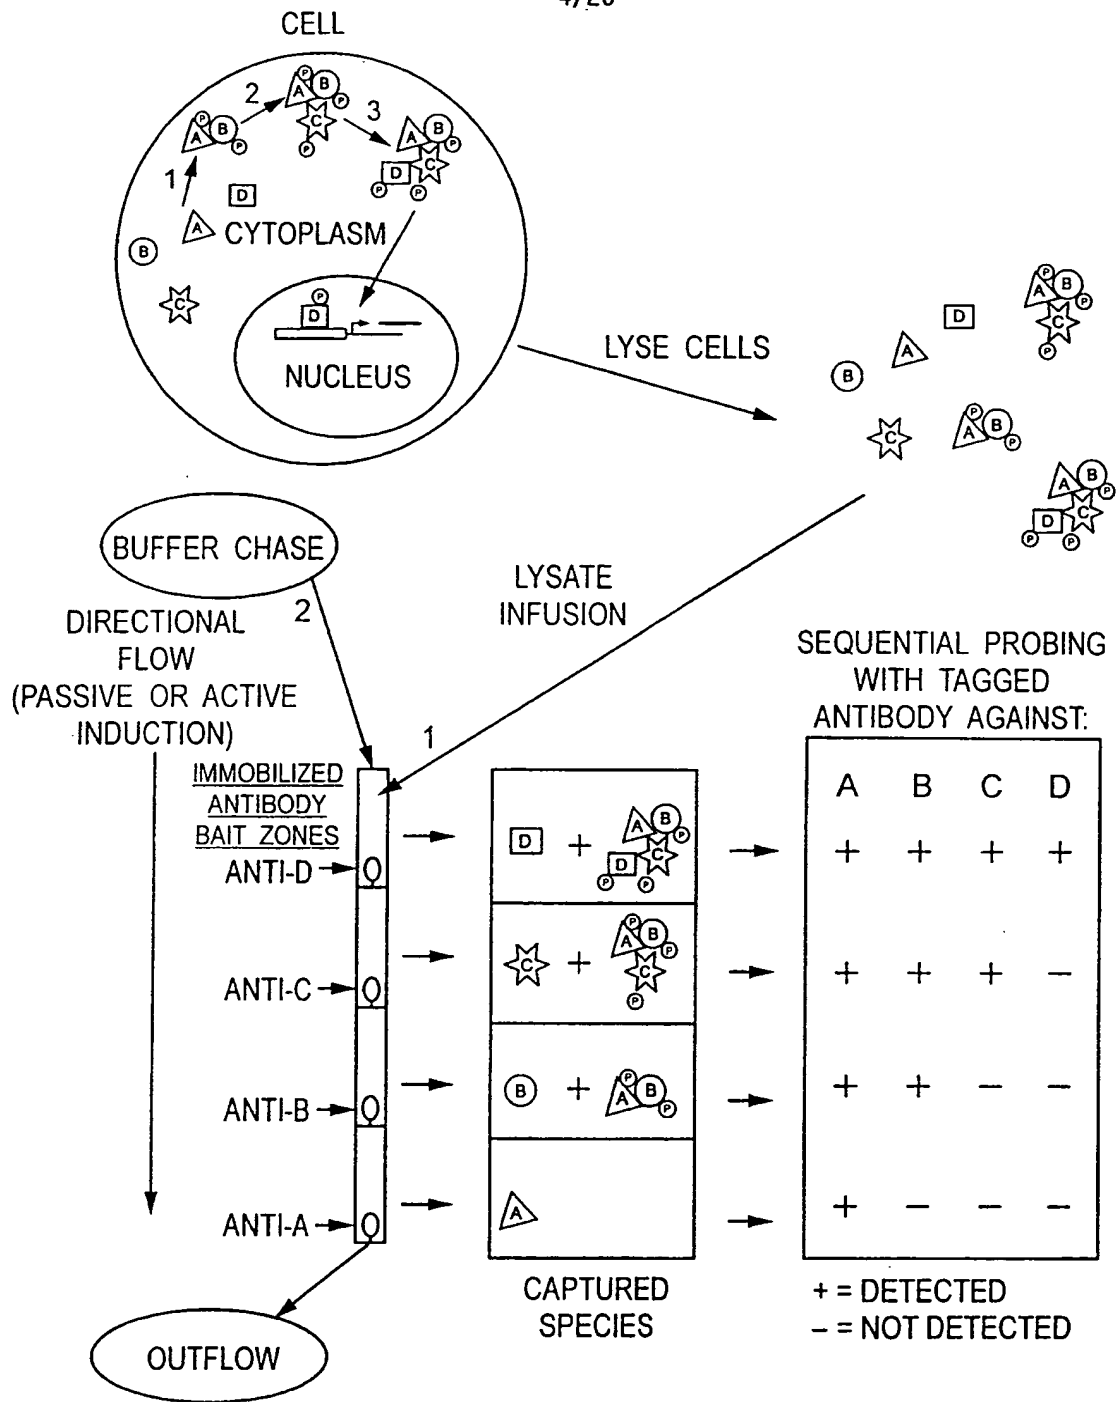 4/20
CELL
P
A B
P
2
P
A B
P
C
P
3
A B
P
C
D
P P
1
D
A
CYTOPLASM
B
C
P
D
NUCLEUS
LYSE CELLS
P
A B
P
C
P
D
A
B
C
P
A B
P
A B
P
C
D
P P
BUFFER CHASE
2
LYSATE
INFUSION
1
DIRECTIONAL
FLOW
(PASSIVE OR ACTIVE
INDUCTION)
SEQUENTIAL PROBING
WITH TAGGED
ANTIBODY AGAINST:
IMMOBILIZED
ANTIBODY
BAIT ZONES
ANTI-D
ANTI-C
ANTI-B
ANTI-A
D + A B P C D P P
C + P A B P C P
B + P A B P
A
CAPTURED
SPECIES
A B C D
+ + + +
+ + + −
+ + − −
+ − − −
+ = DETECTED
− = NOT DETECTED
OUTFLOW